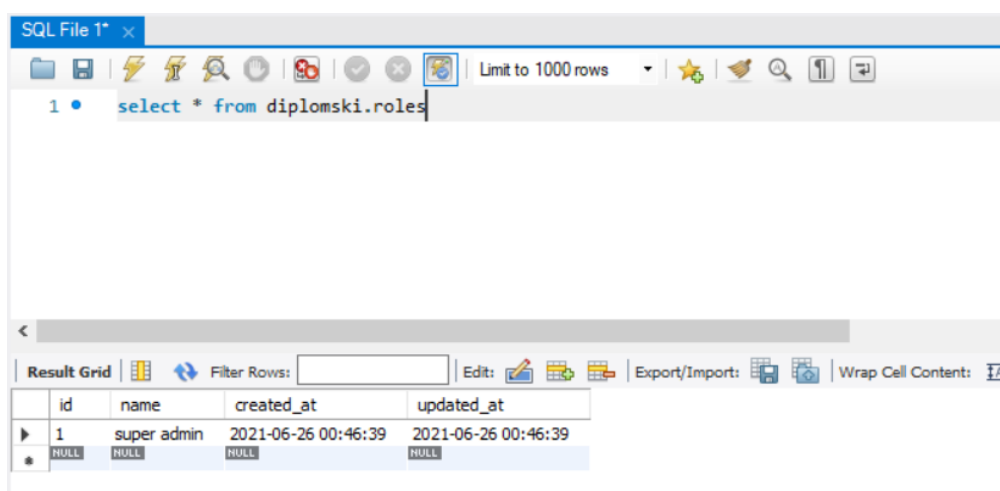 SQL File 1*
Limit to 1000 rows
1 select * from diplomski.roles
Result Grid Filter Rows: Edit: Export/Import: Wrap Cell Content:
id name created_at updated_at
1 super admin 2021-06-26 00:46:39 2021-06-26 00:46:39
NULL NULL NULL NULL